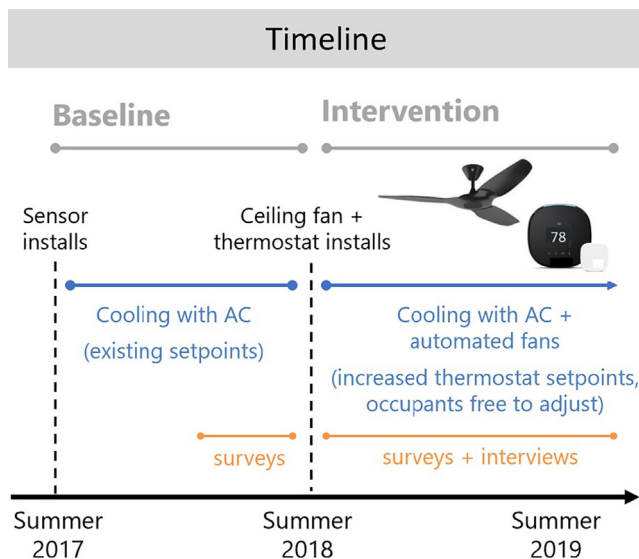 Timeline
Baseline
Intervention
Sensor
installs
Ceiling fan +
thermostat installs
78
Cooling with AC
(existing setpoints)
Cooling with AC +
automated fans
(increased thermostat setpoints,
occupants free to adjust)
surveys
surveys + interviews
Summer
2017
Summer
2018
Summer
2019